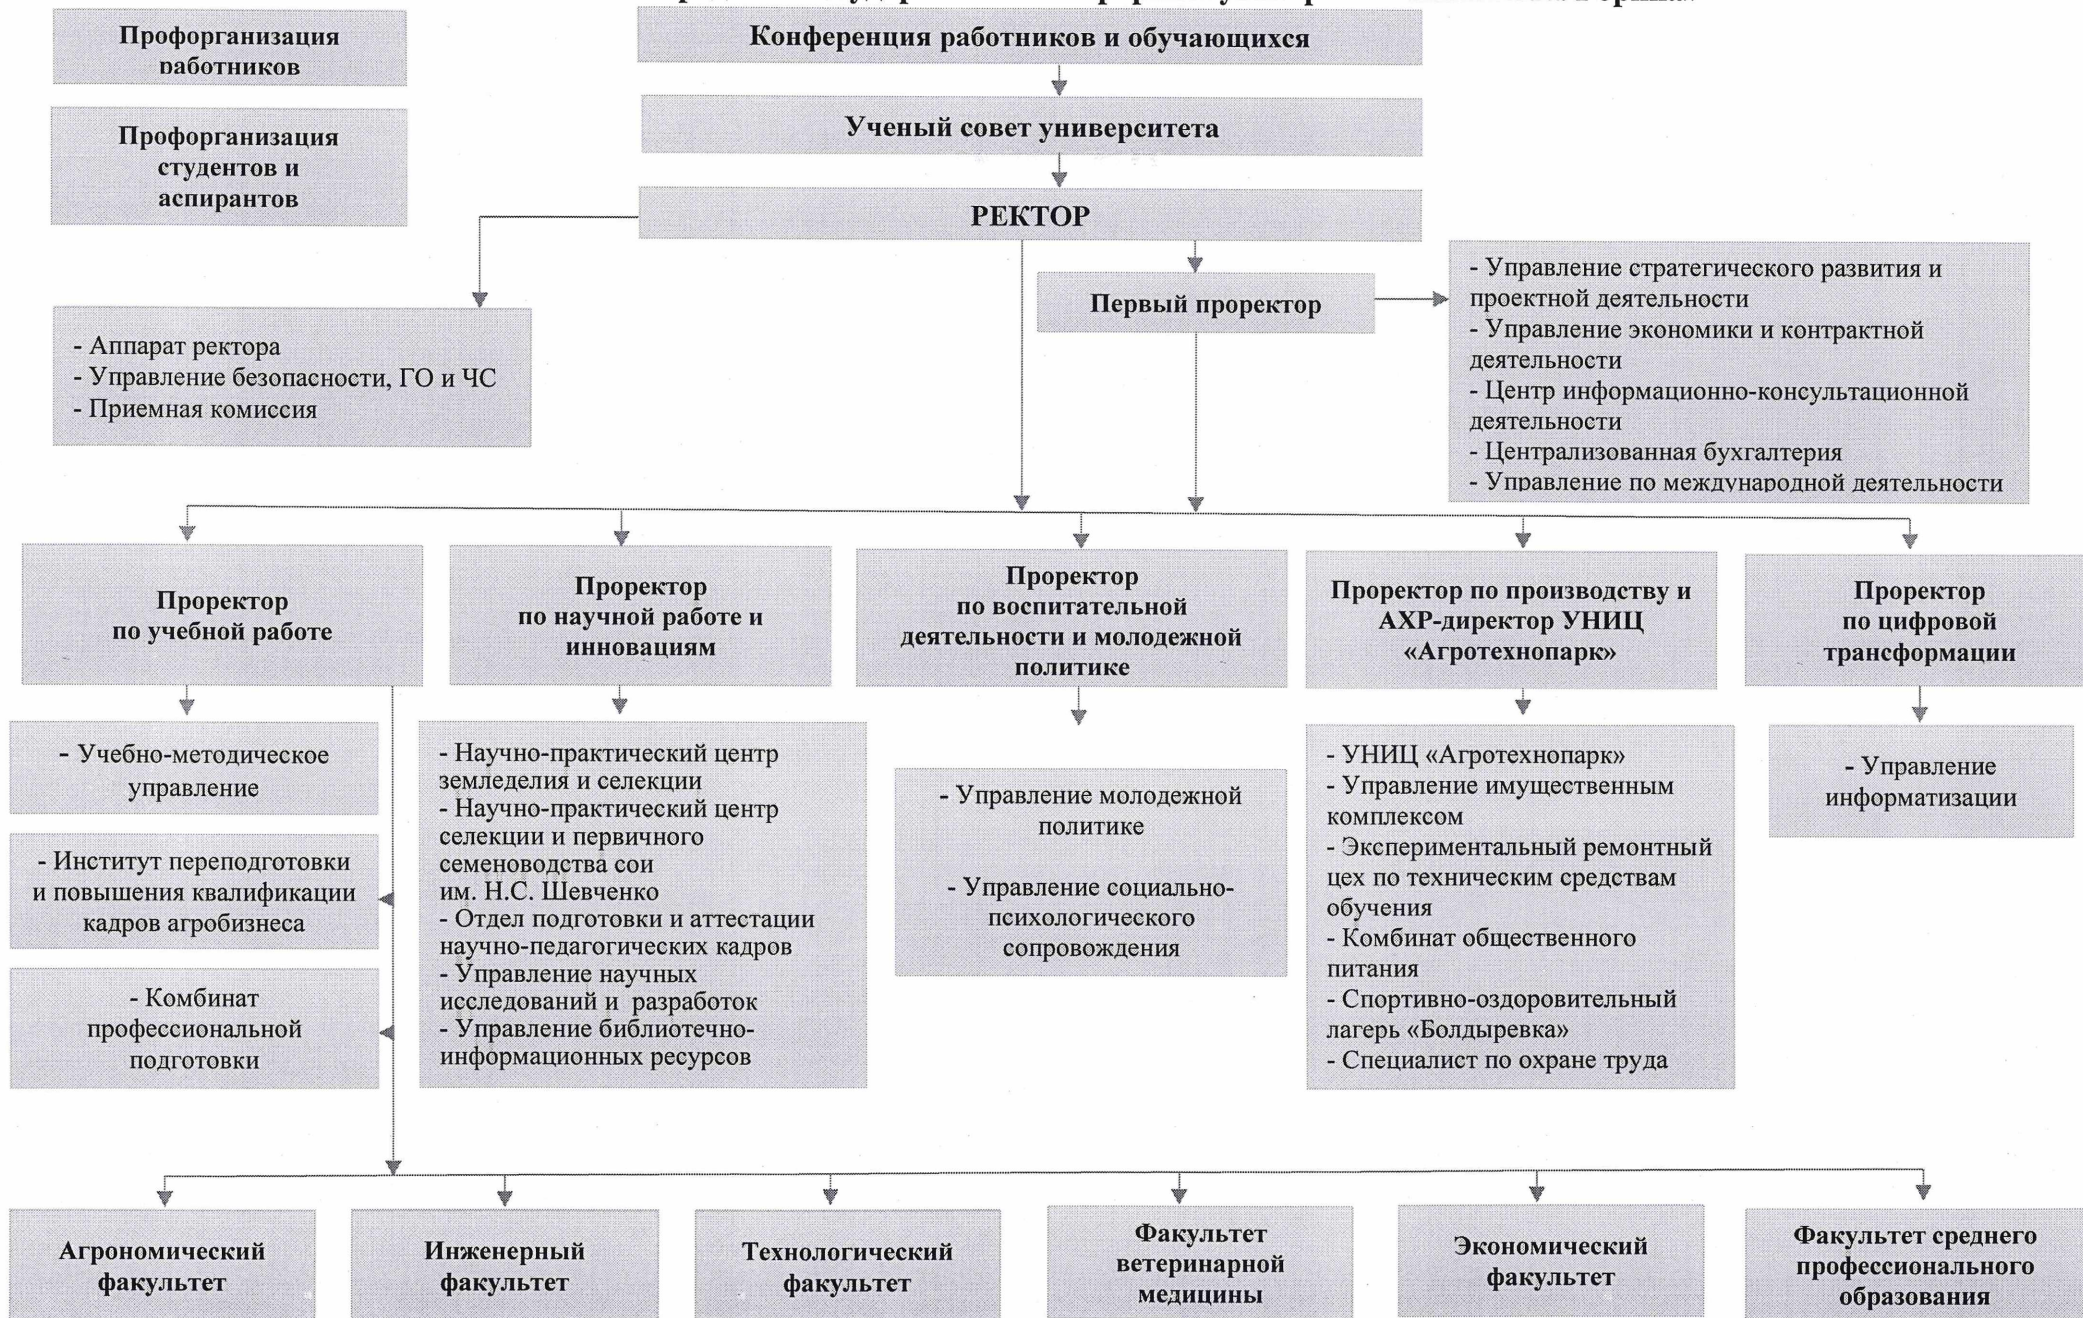 Профорганизация
работников
Конференция работников и обучающихся
Профорганизация
студентов и
аспирантов
Ученый совет университета
РЕКТОР
Первый проректор
- Управление стратегического развития и
проектной деятельности
- Управление экономики и контрактной
деятельности
- Центр информационно-консультационной
деятельности
- Централизованная бухгалтерия
- Управление по международной деятельности
- Аппарат ректора
- Управление безопасности, ГО и ЧС
- Приемная комиссия
Проректор
по учебной работе
Проректор
по научной работе и
инновациям
Проректор
по воспитательной
деятельности и молодежной
политике
Проректор по производству и
АХР-директор УНИЦ
«Агротехнопарк»
Проректор
по цифровой
трансформации
- Учебно-методическое
управление
- Институт переподготовки
и повышения квалификации
кадров агробизнеса
- Комбинат
профессиональной
подготовки
- Научно-практический центр
земледелия и селекции
- Научно-практический центр
селекции и первичного
семеноводства сои
им. Н.С. Шевченко
- Отдел подготовки и аттестации
научно-педагогических кадров
- Управление научных
исследований и разработок
- Управление библиотечно-
информационных ресурсов
- Управление молодежной
политике
- Управление социально-
психологического
сопровождения
- УНИЦ «Агротехнопарк»
- Управление имущественным
комплексом
- Экспериментальный ремонтный
цех по техническим средствам
обучения
- Комбинат общественного
питания
- Спортивно-оздоровительный
лагерь «Болдыревка»
- Специалист по охране труда
- Управление
информатизации
Агрономический
факультет
Инженерный
факультет
Технологический
факультет
Факультет
ветеринарной
медицины
Экономический
факультет
Факультет среднего
профессионального
образования